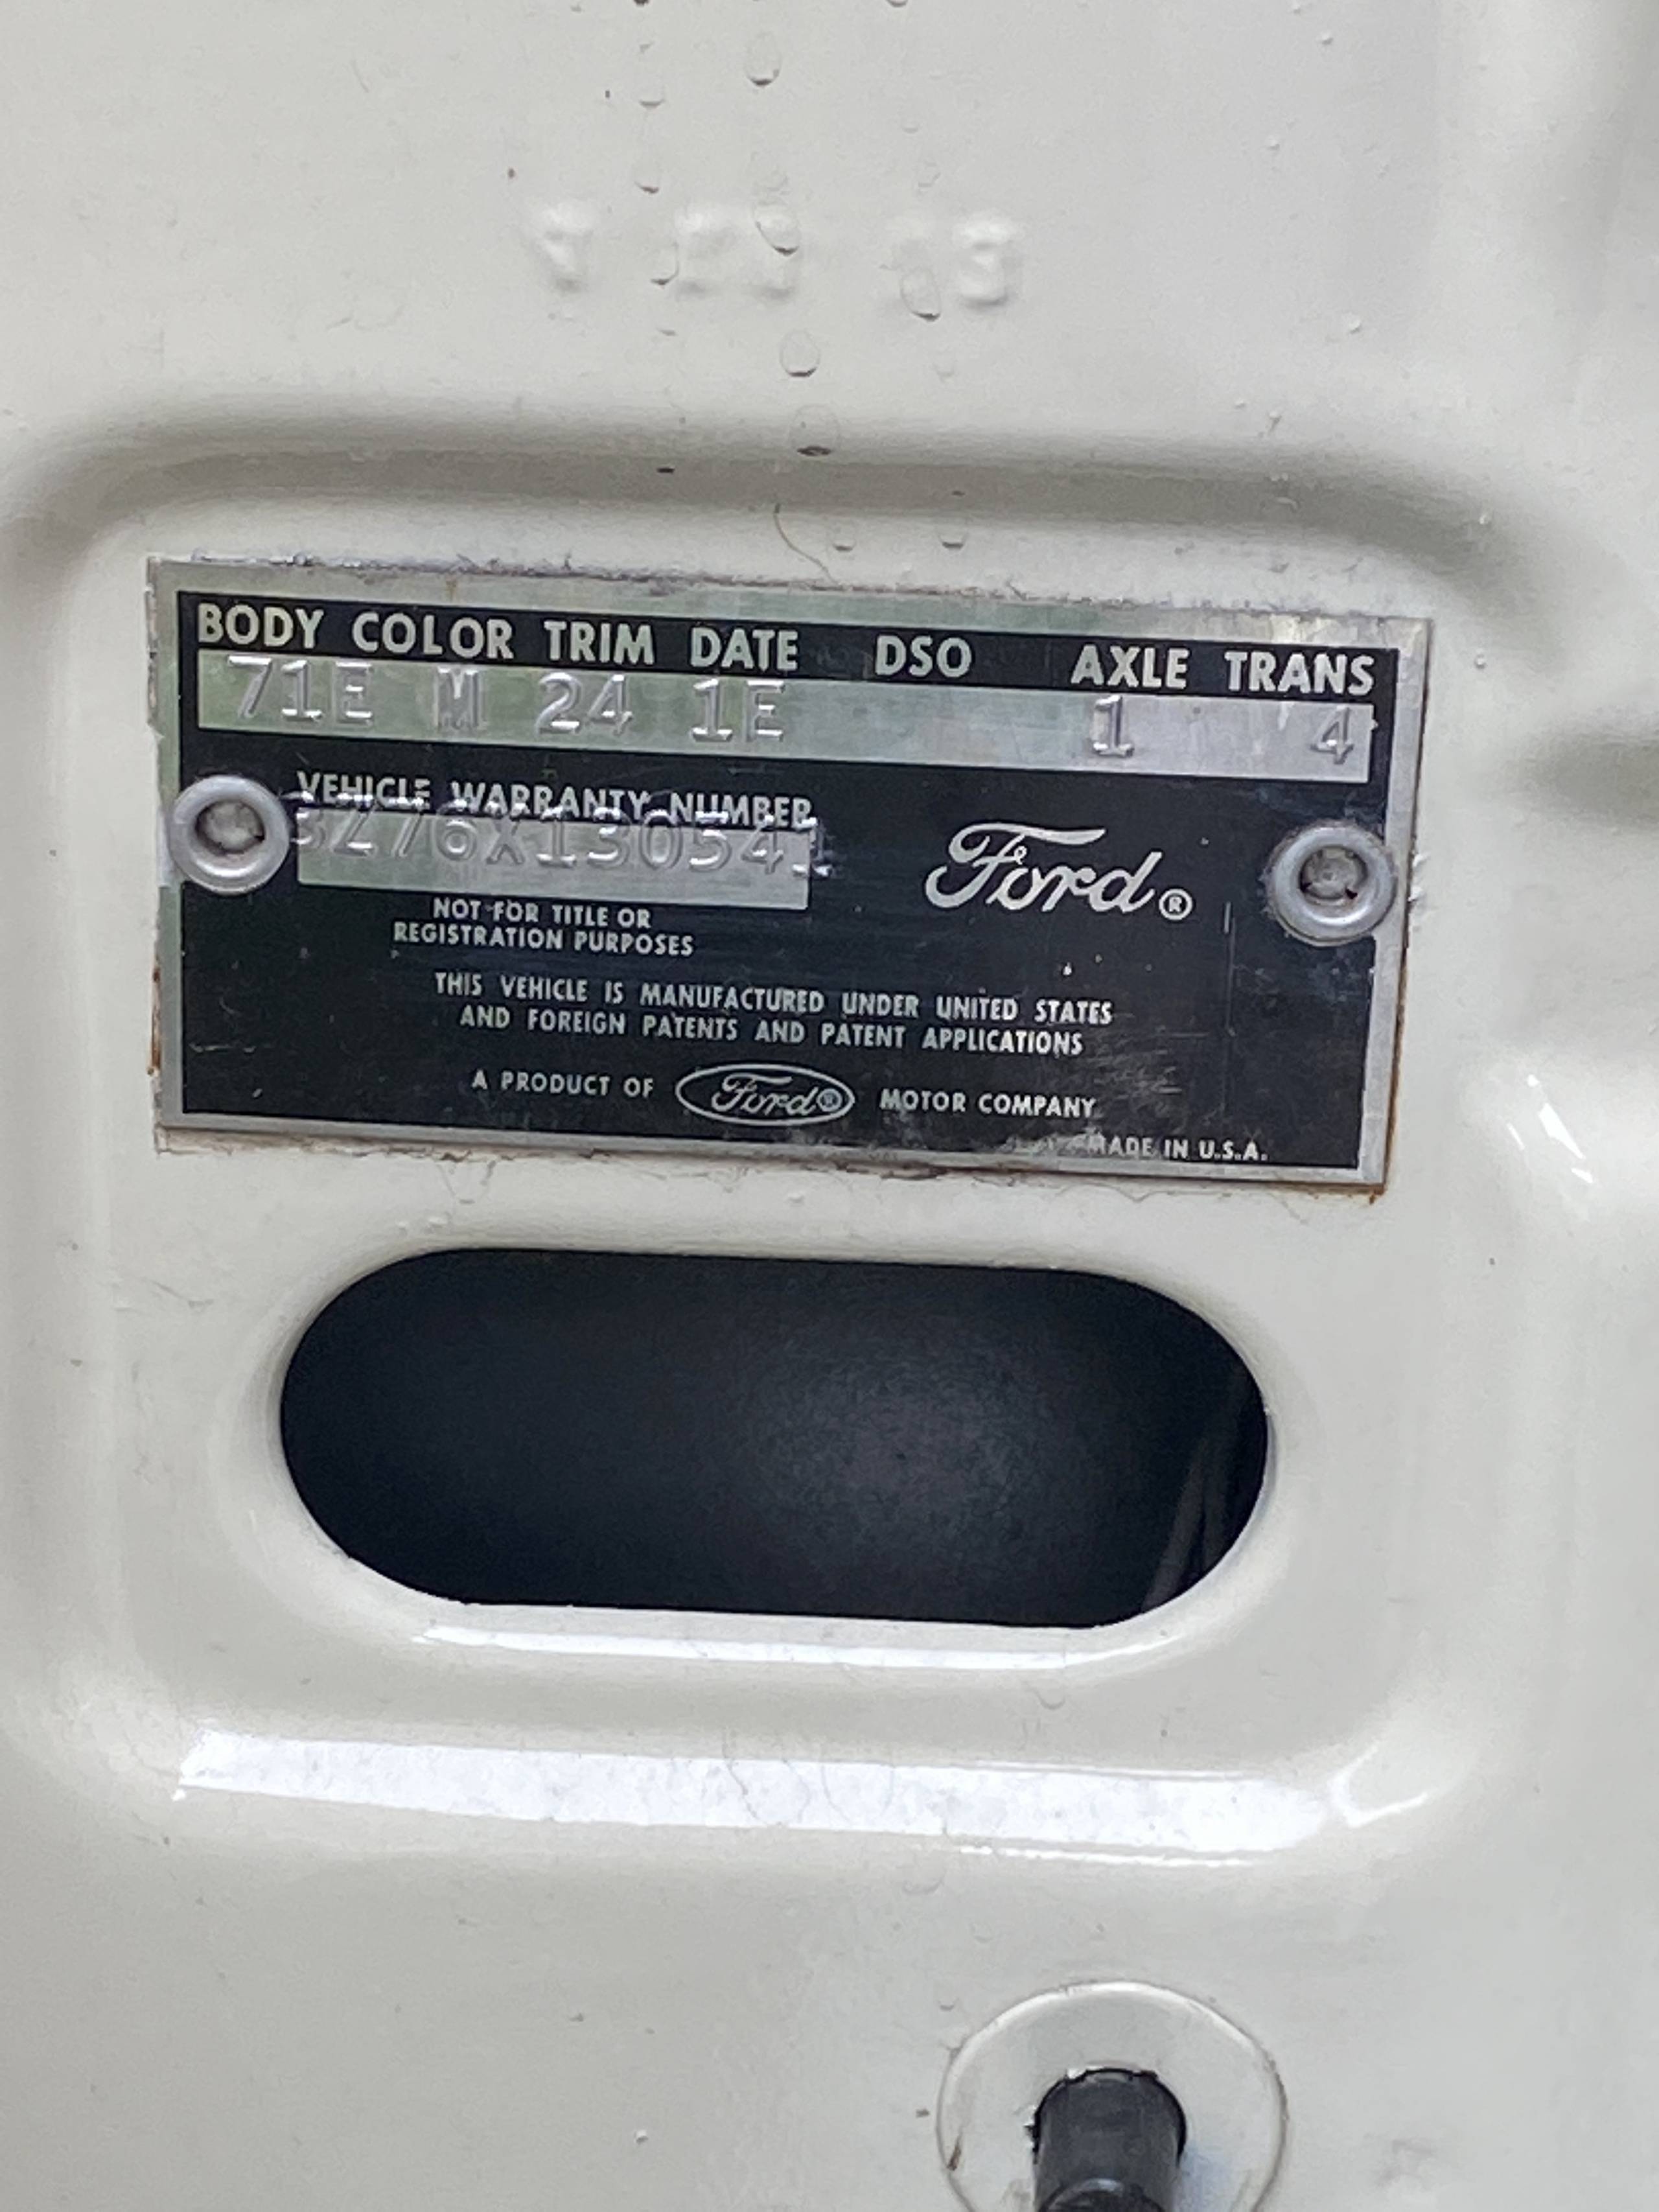 BODY COLOR TRIM DATE DSO AXLE TRANS
71E M 24 1E 1 4
VEHICLE WARRANTY NUMBER
3Z76X130541
Ford®
NOT FOR TITLE OR
REGISTRATION PURPOSES
THIS VEHICLE IS MANUFACTURED UNDER UNITED STATES
AND FOREIGN PATENTS AND PATENT APPLICATIONS
A PRODUCT OF Ford® MOTOR COMPANY
MADE IN U.S.A.